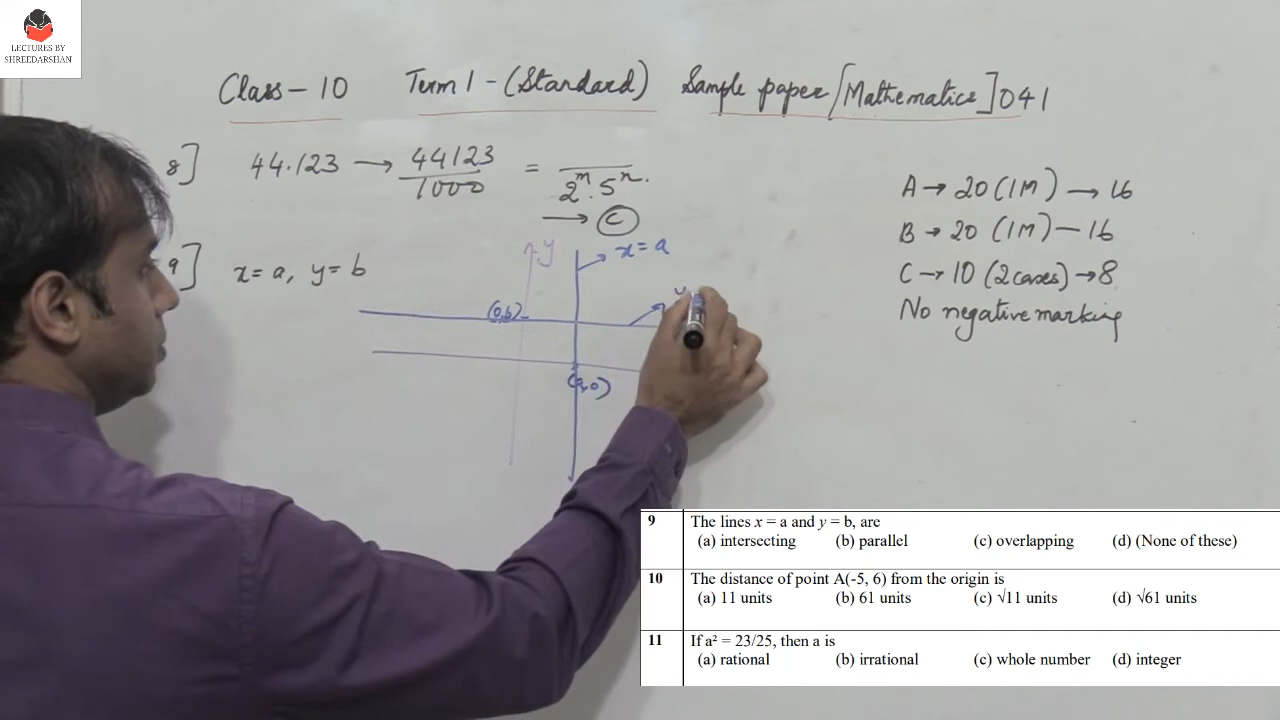 LECTURES BY
SHREEDARSHAN
Class - 10 Term 1 - (Standard) Sample paper / Mathematics ] 041
8] 44.123 → 44123/1000 = /2^m. 5^n.
→ C
9] x = a, y = b
y
x = a
(0,b)
(a,0)
A → 20 (1M) → 16
B → 20 (1M) — 16
C → 10 (2 cases) → 8
No negative marking
9 The lines x = a and y = b, are
(a) intersecting (b) parallel (c) overlapping (d) (None of these)
10 The distance of point A(-5, 6) from the origin is
(a) 11 units (b) 61 units (c) √11 units (d) √61 units
11 If a² = 23/25, then a is
(a) rational (b) irrational (c) whole number (d) integer